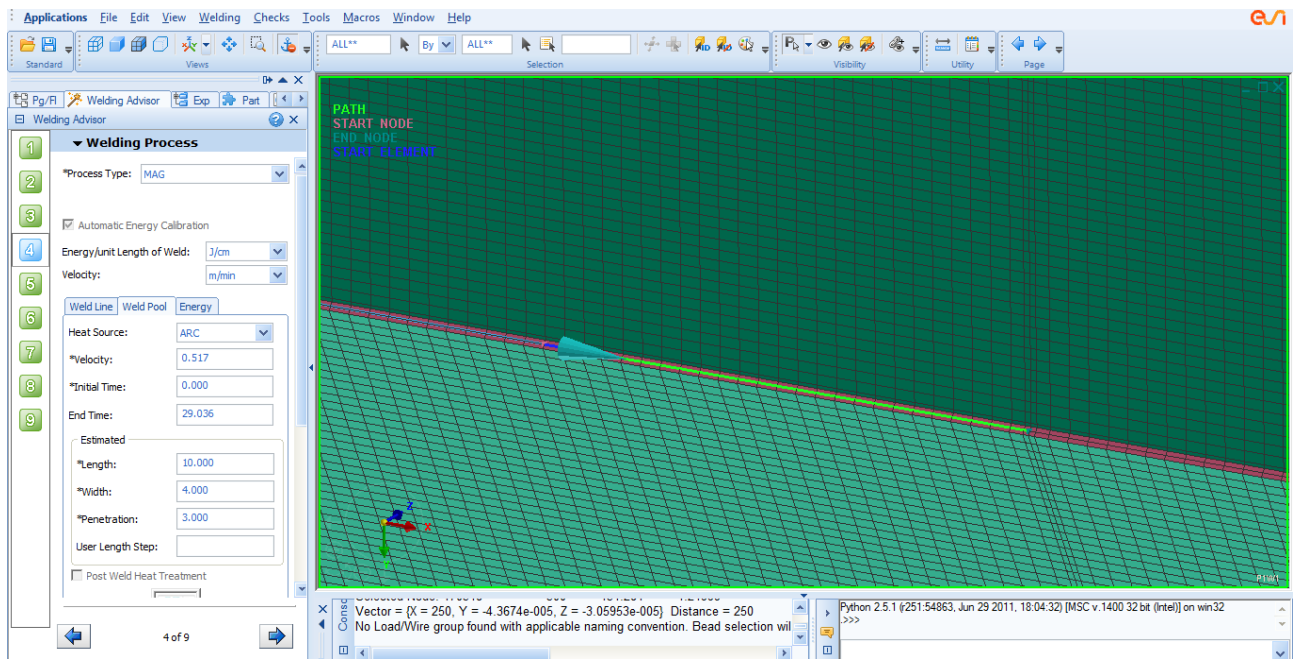 Applications File Edit View Welding Checks Tools Macros Window Help
esi
ALL** By ALL**
Standard Views Selection Visibility Utility Page
Pg/Fl Welding Advisor Exp Part
Welding Advisor
Welding Process
1
2
3
4
5
6
7
8
9
*Process Type: MAG
Automatic Energy Calibration
Energy/unit Length of Weld: J/cm
Velocity: m/min
Weld Line Weld Pool Energy
Heat Source: ARC
*Velocity: 0.517
*Initial Time: 0.000
End Time: 29.036
Estimated
*Length: 10.000
*Width: 4.000
*Penetration: 3.000
User Length Step:
Post Weld Heat Treatment
4 of 9
PATH
START NODE
END NODE
START ELEMENT
Z
X
Y
P1W1
Conso
Vector = {X = 250, Y = -4.3674e-005, Z = -3.05953e-005} Distance = 250
No Load/Wire group found with applicable naming convention. Bead selection wil
Python 2.5.1 (r251:54863, Jun 29 2011, 18:04:32) [MSC v.1400 32 bit (Intel)] on win32
.>>>